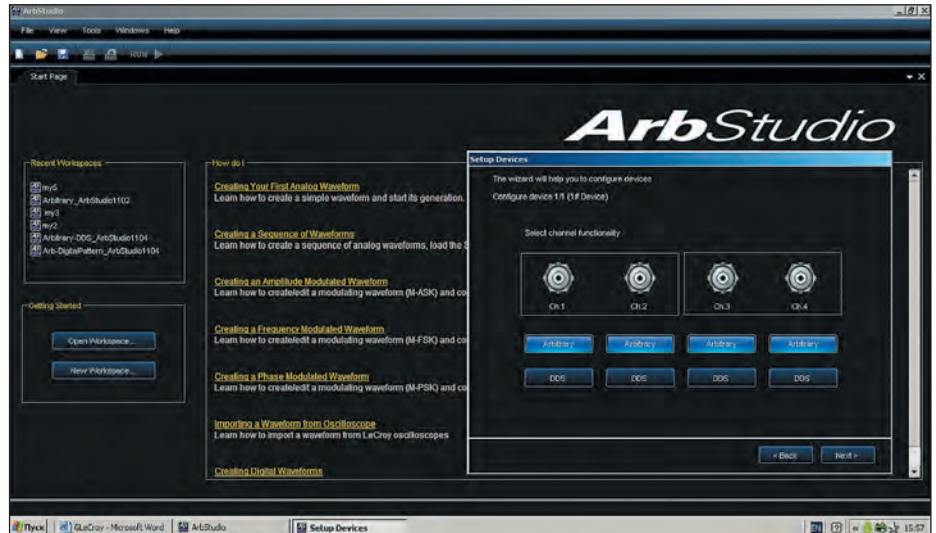 ArbStudio
File View Tools Windows Help
RUN
Start Page
ArbStudio
Recent Workspaces
my5
Arbitrary_ArbStudio1102
my3
my2
Arbitrary-DDS_ArbStudio1104
Arb-DigitalPattern_ArbStudio1104
Getting Started
Open Workspace...
New Workspace...
How do I
Creating Your First Analog Waveform
Learn how to create a simple waveform and start its generation.
Creating a Sequence of Waveforms
Learn how to create a sequence of analog waveforms, load the S
Creating an Amplitude Modulated Waveform
Learn how to create/edit a modulating waveform (M-ASK) and co
Creating a Frequency Modulated Waveform
Learn how to create/edit a modulating waveform (M-FSK) and co
Creating a Phase Modulated Waveform
Learn how to create/edit a modulating waveform (M-PSK) and co
Importing a Waveform from Oscilloscope
Learn how to import a waveform from LeCroy oscilloscopes
Creating Digital Waveforms
Setup Devices
The wizard will help you to configure devices
Configure device 1/1 (1# Device)
Select channel functionality
Ch.1 Ch.2 Ch.3 Ch.4
Arbitrary Arbitrary Arbitrary Arbitrary
DDS DDS DDS DDS
< Back Next >
Пуск GLeCroy - Microsoft Word ArbStudio Setup Devices EN 15:57